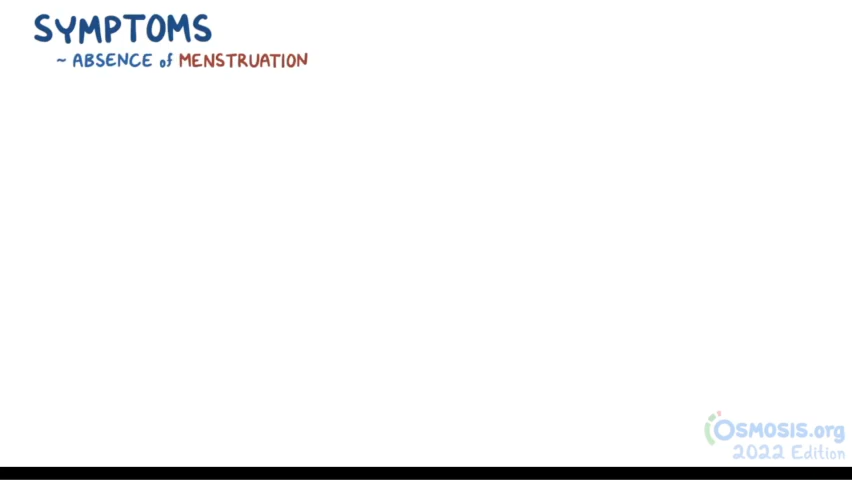 SYMPTOMS
~ ABSENCE of MENSTRUATION
OSMOSIS.org
2022 Edition